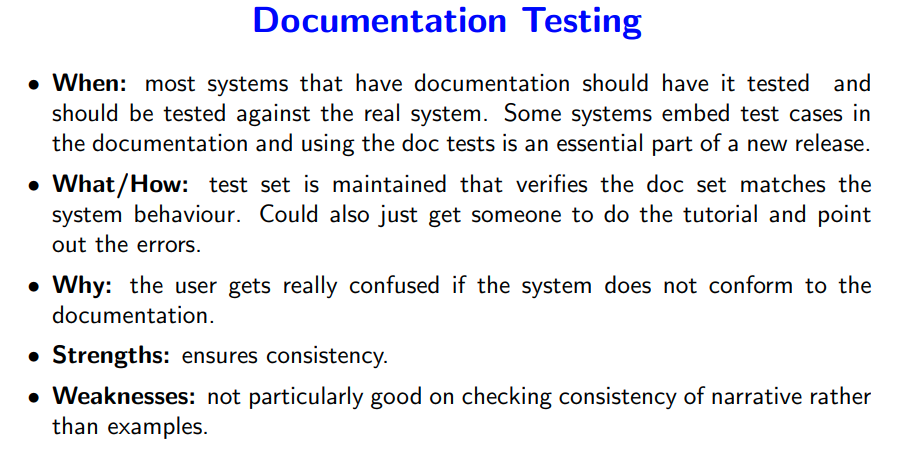 Documentation Testing
• When: most systems that have documentation should have it tested and
should be tested against the real system. Some systems embed test cases in
the documentation and using the doc tests is an essential part of a new release.
• What/How: test set is maintained that verifies the doc set matches the
system behaviour. Could also just get someone to do the tutorial and point
out the errors.
• Why: the user gets really confused if the system does not conform to the
documentation.
• Strengths: ensures consistency.
• Weaknesses: not particularly good on checking consistency of narrative rather
than examples.